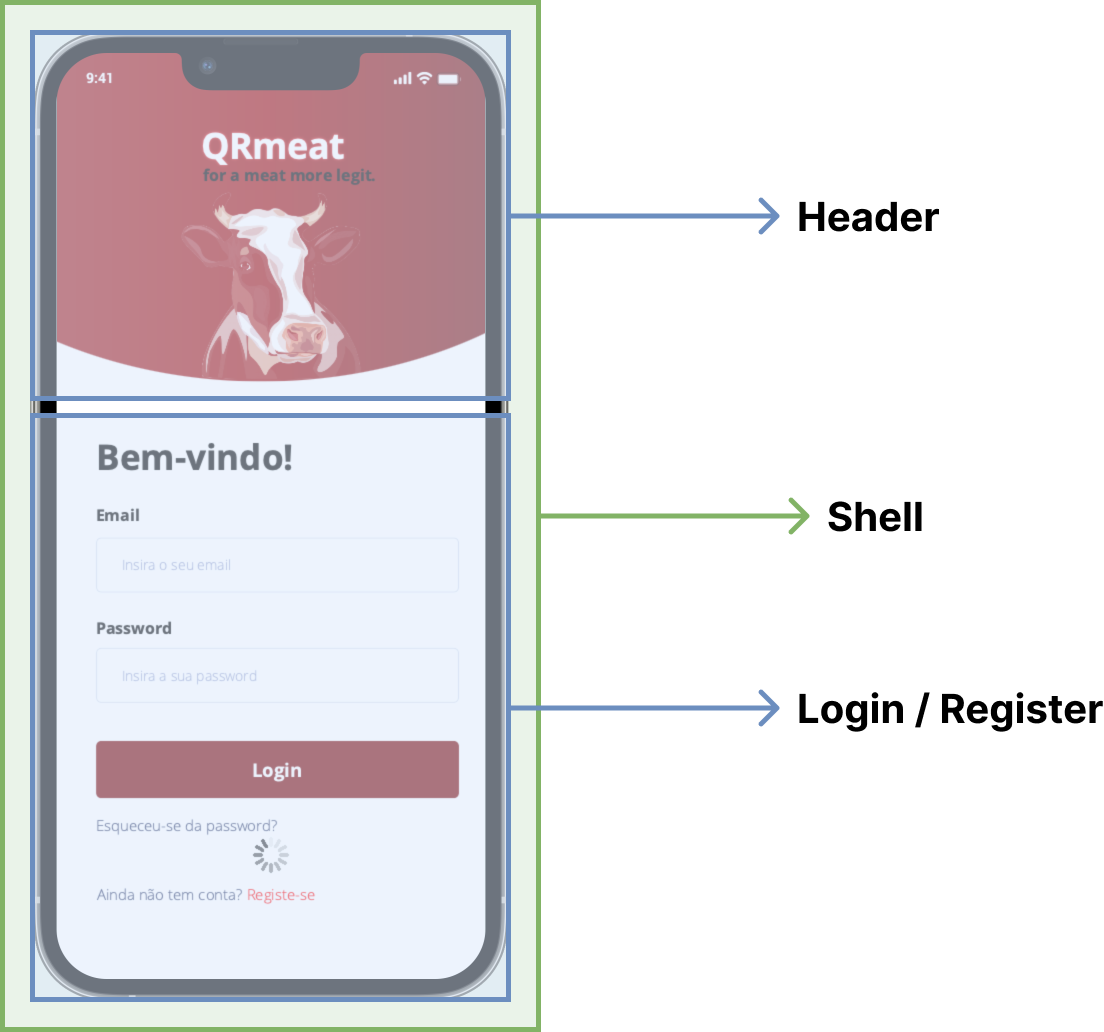 9:41
QRmeat
for a meat more legit.
Header
Bem-vindo!
Email
Insira o seu email
Shell
Password
Insira a sua password
Login / Register
Login
Esqueceu-se da password?
Ainda não tem conta? Registe-se